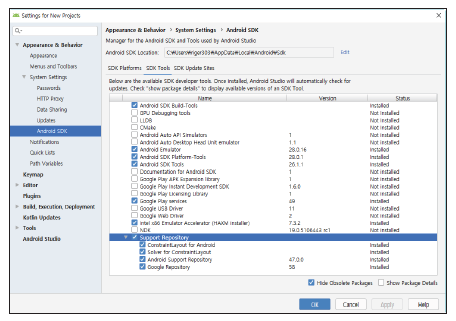 Settings for New Projects
Appearance & Behavior
Appearance
Menus and Toolbars
System Settings
Passwords
HTTP Proxy
Data Sharing
Updates
Android SDK
Notifications
Quick Lists
Path Variables
Keymap
Editor
Plugins
Build, Execution, Deployment
Kotlin Updates
Tools
Android Studio
Appearance & Behavior > System Settings > Android SDK
Manager for the Android SDK and Tools used by Android Studio
Android SDK Location: C:\Users\nger303\AppData\Local\Android\Sdk Edit
SDK Platforms SDK Tools SDK Update Sites
Below are the available SDK developer tools. Once installed, Android Studio will automatically check for
updates. Check "show package details" to display available versions of an SDK Tool.
Name Version Status
Android SDK Build-Tools Installed
GPU Debugging tools Not Installed
LLDB Not Installed
CMake Not Installed
Android Auto API Simulators 1 Not installed
Android Auto Desktop Head Unit emulator 1.1 Not installed
Android Emulator 28.0.16 Installed
Android SDK Platform-Tools 28.0.1 Installed
Android SDK Tools 26.1.1 Installed
Documentation for Android SDK 1 Not installed
Google Play APK Expansion library 1 Not installed
Google Play Instant Development SDK 1.6.0 Not installed
Google Play Licensing Library 1 Not installed
Google Play services 49 Installed
Google USB Driver 11 Not installed
Google Web Driver 2 Not installed
Intel x86 Emulator Accelerator (HAXM installer) 7.3.2 Installed
NDK 19.0.5106443 rc1 Not installed
Support Repository
ConstraintLayout for Android Installed
Solver for ConstraintLayout Installed
Android Support Repository 47.0.0 Installed
Google Repository 58 Installed
Hide Obsolete Packages Show Package Details
OK Cancel Apply Help